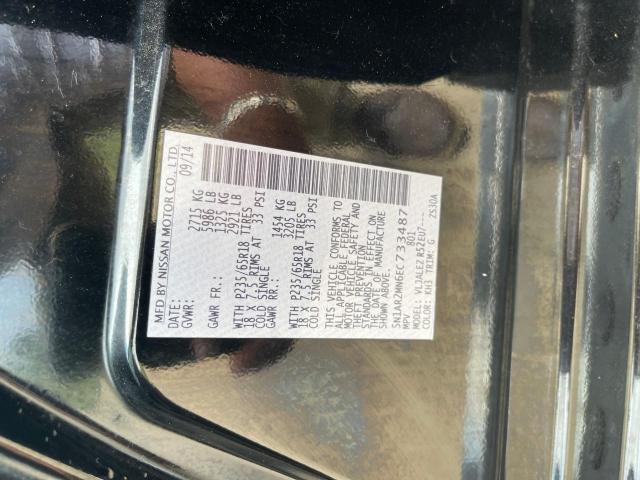 MFD BY NISSAN MOTOR CO., LTD.
DATE: 09/14
GVWR: 2715 KG
5986 LB
GAWR FR: 1325 KG
2921 LB
WITH P235/65R18 TIRES
18 X 7.5 RIMS AT 33 PSI
COLD SINGLE
GAWR RR: 1454 KG
3205 LB
WITH P235/65R18 TIRES
18 X 7.5 RIMS AT 33 PSI
COLD SINGLE
THIS VEHICLE CONFORMS TO
ALL APPLICABLE FEDERAL
MOTOR VEHICLE SAFETY AND
THEFT PREVENTION
STANDARDS IN EFFECT ON
THE DATE OF MANUFACTURE
SHOWN ABOVE.
5N1AR2MN6EC733487
MPV 801
MODEL:
COLOR: KH3 TRIM: G ZS30A